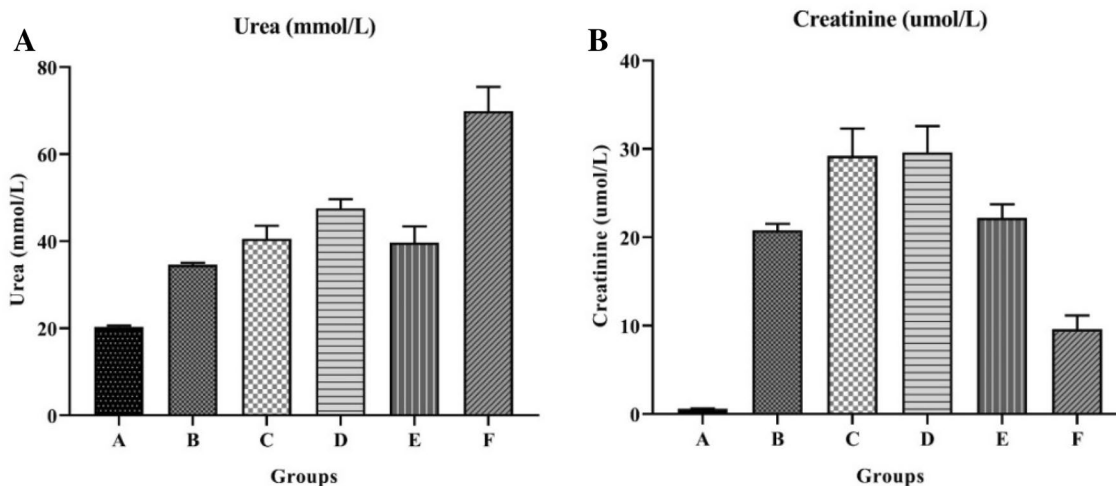 A
Urea (mmol/L)
Urea (mmol/L)
80
60
40
20
0
A B C D E F
Groups
B
Creatinine (umol/L)
Creatinine (umol/L)
40
30
20
10
0
A B C D E F
Groups